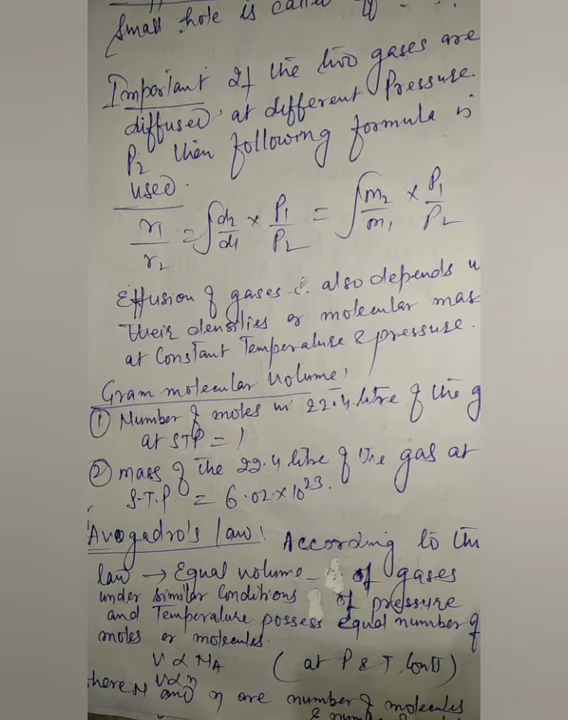 Small hole is called
Important If the two gases are
diffused at different Pressure.
P₂ then following formula is
used.
r₁/r₂ = ∫d₂/d₁ × P₁/P₂ = ∫m₂/m₁ × P₁/P₂
Effusion of gases is also depends
their densities or molecular mas
at Constant Temperature & pressure.
Gram molecular Volume!
① Number of moles in 22.4 litre of the g
at STP = 1
② mass of the 22.4 litre of the gas at
S.T.P. = 6.02×10²³.
Avogadro's law! According to the
law → Equal volume of gases
under similar Conditions of pressure
and Temperature possess equal number of
moles or molecules.
V ∝ NA (at P & T Const)
V ∝ n
here N and n are number of molecules